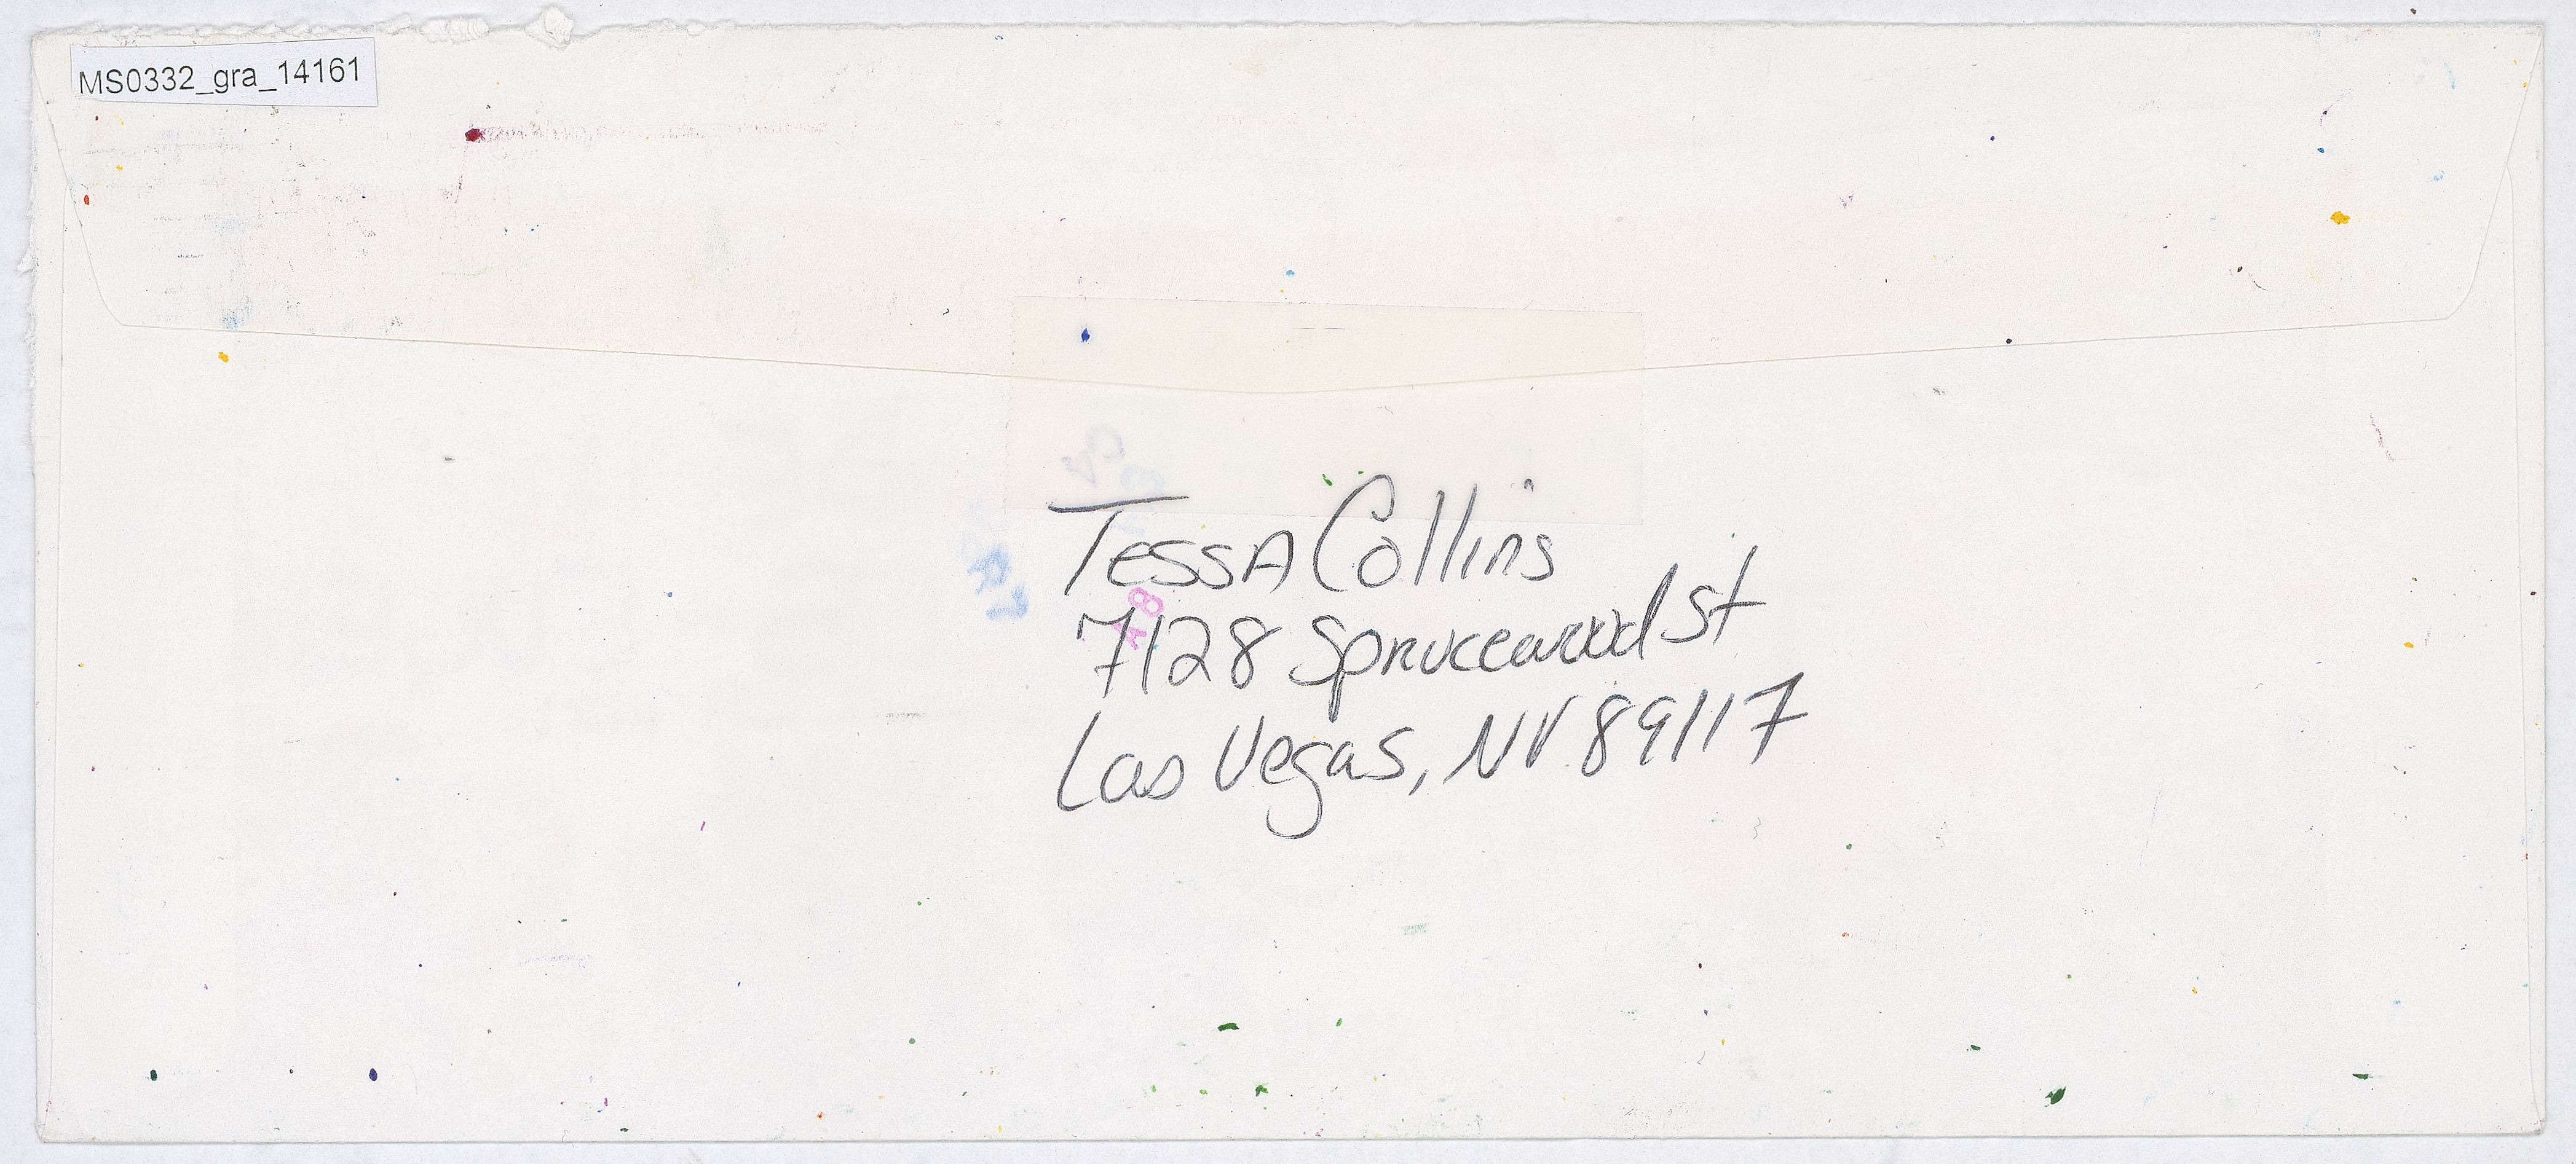 MS0332_gra_14161
Tessa Collins
7128 Sprucewood St
Las Vegas, NV 89117